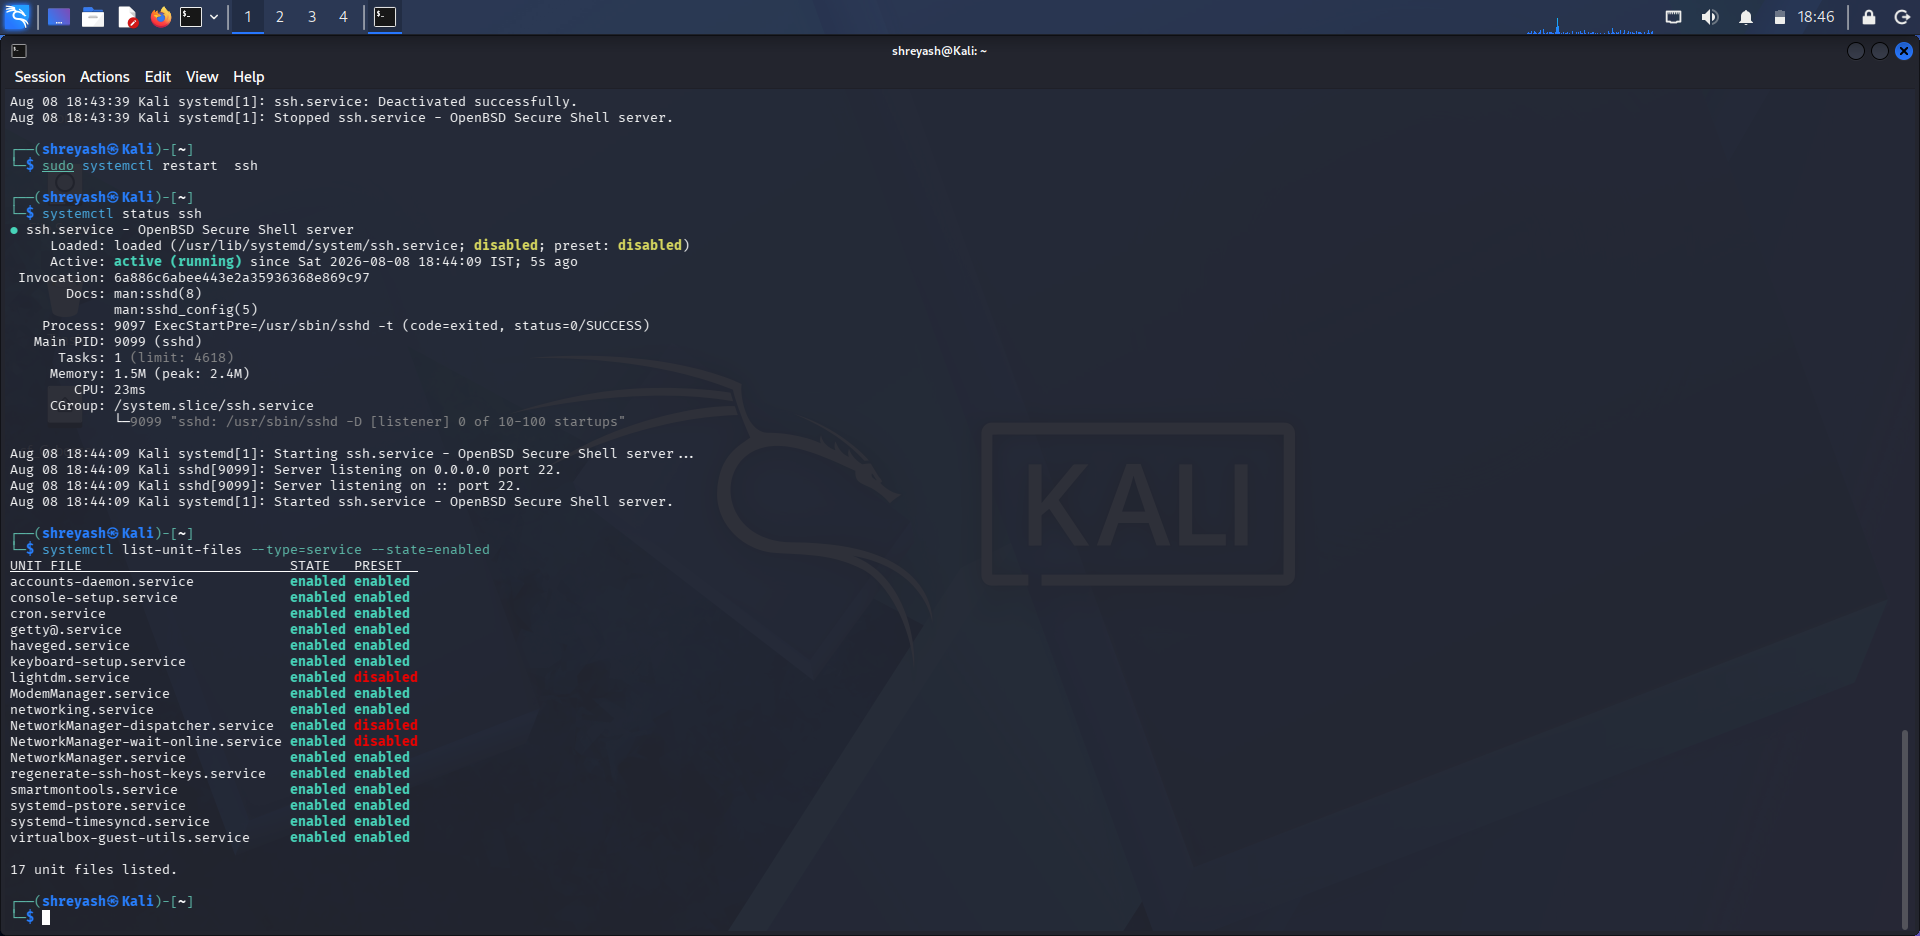 1 2 3 4 18:46
shreyash@Kali: ~
Session Actions Edit View Help
Aug 08 18:43:39 Kali systemd[1]: ssh.service: Deactivated successfully.
Aug 08 18:43:39 Kali systemd[1]: Stopped ssh.service - OpenBSD Secure Shell server.
┌──(shreyash㉿Kali)-[~]
└─$ sudo systemctl restart  ssh
┌──(shreyash㉿Kali)-[~]
└─$ systemctl status ssh
● ssh.service - OpenBSD Secure Shell server
     Loaded: loaded (/usr/lib/systemd/system/ssh.service; disabled; preset: disabled)
     Active: active (running) since Sat 2026-08-08 18:44:09 IST; 5s ago
 Invocation: 6a886c6abee443e2a35936368e869c97
       Docs: man:sshd(8)
             man:sshd_config(5)
    Process: 9097 ExecStartPre=/usr/sbin/sshd -t (code=exited, status=0/SUCCESS)
   Main PID: 9099 (sshd)
      Tasks: 1 (limit: 4618)
     Memory: 1.5M (peak: 2.4M)
        CPU: 23ms
     CGroup: /system.slice/ssh.service
             └─9099 "sshd: /usr/sbin/sshd -D [listener] 0 of 10-100 startups"
Aug 08 18:44:09 Kali systemd[1]: Starting ssh.service - OpenBSD Secure Shell server...
Aug 08 18:44:09 Kali sshd[9099]: Server listening on 0.0.0.0 port 22.
Aug 08 18:44:09 Kali sshd[9099]: Server listening on :: port 22.
Aug 08 18:44:09 Kali systemd[1]: Started ssh.service - OpenBSD Secure Shell server.
┌──(shreyash㉿Kali)-[~]
└─$ systemctl list-unit-files --type=service --state=enabled
UNIT FILE                          STATE   PRESET
accounts-daemon.service            enabled enabled
console-setup.service              enabled enabled
cron.service                       enabled enabled
getty@.service                     enabled enabled
haveged.service                    enabled enabled
keyboard-setup.service             enabled enabled
lightdm.service                    enabled disabled
ModemManager.service               enabled enabled
networking.service                 enabled enabled
NetworkManager-dispatcher.service  enabled disabled
NetworkManager-wait-online.service enabled disabled
NetworkManager.service             enabled enabled
regenerate-ssh-host-keys.service   enabled enabled
smartmontools.service              enabled enabled
systemd-pstore.service             enabled enabled
systemd-timesyncd.service          enabled enabled
virtualbox-guest-utils.service     enabled enabled
17 unit files listed.
┌──(shreyash㉿Kali)-[~]
└─$
KALI